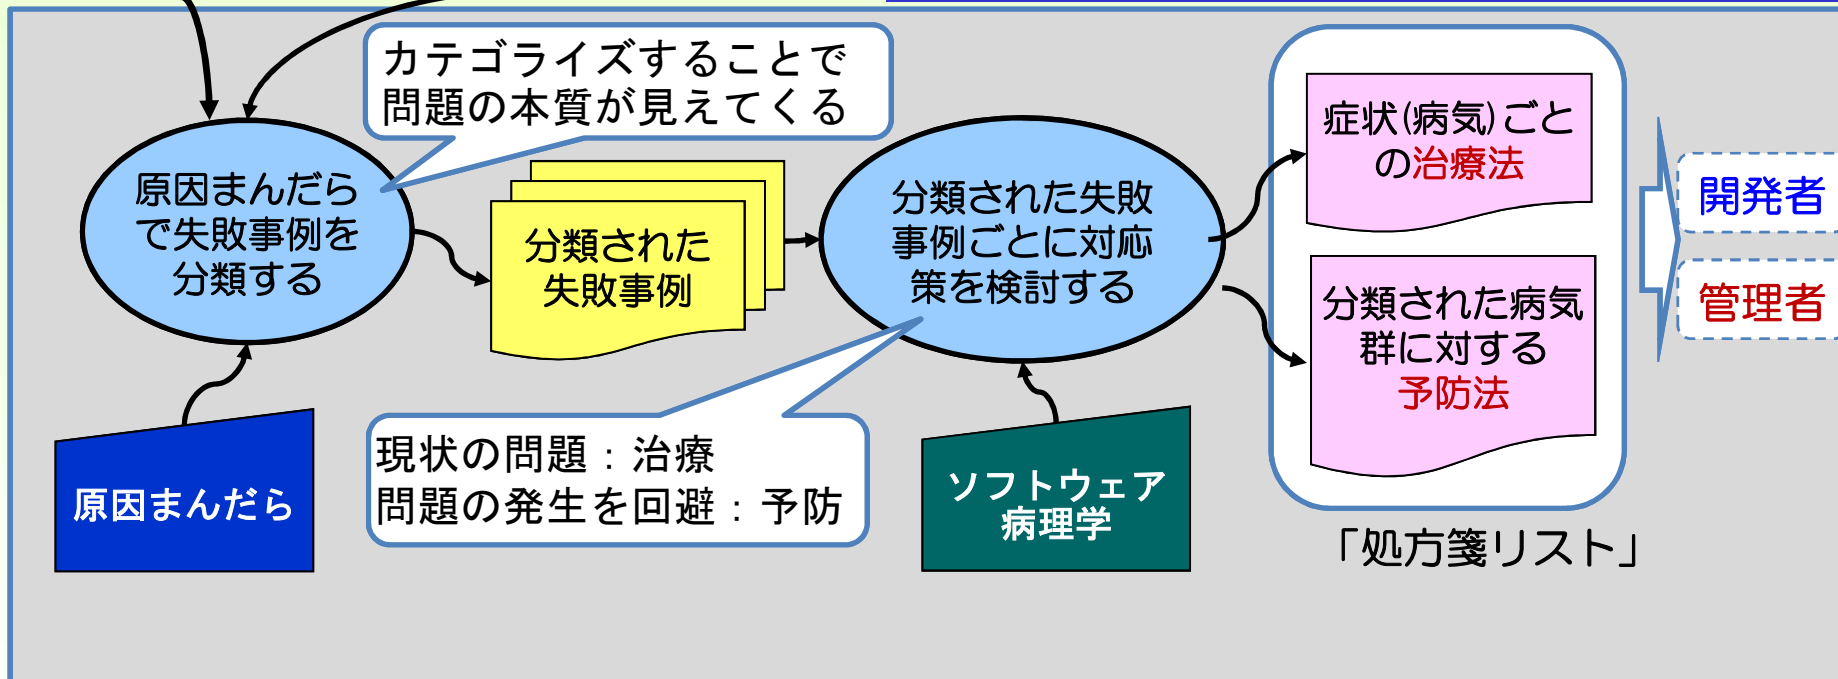 カテゴライズすることで
問題の本質が見えてくる
原因まんだら
で失敗事例を
分類する
分類された
失敗事例
分類された失敗
事例ごとに対応
策を検討する
症状(病気)ごと
の治療法
分類された病気
群に対する
予防法
開発者
管理者
原因まんだら
現状の問題：治療
問題の発生を回避：予防
ソフトウェア
病理学
「処方箋リスト」